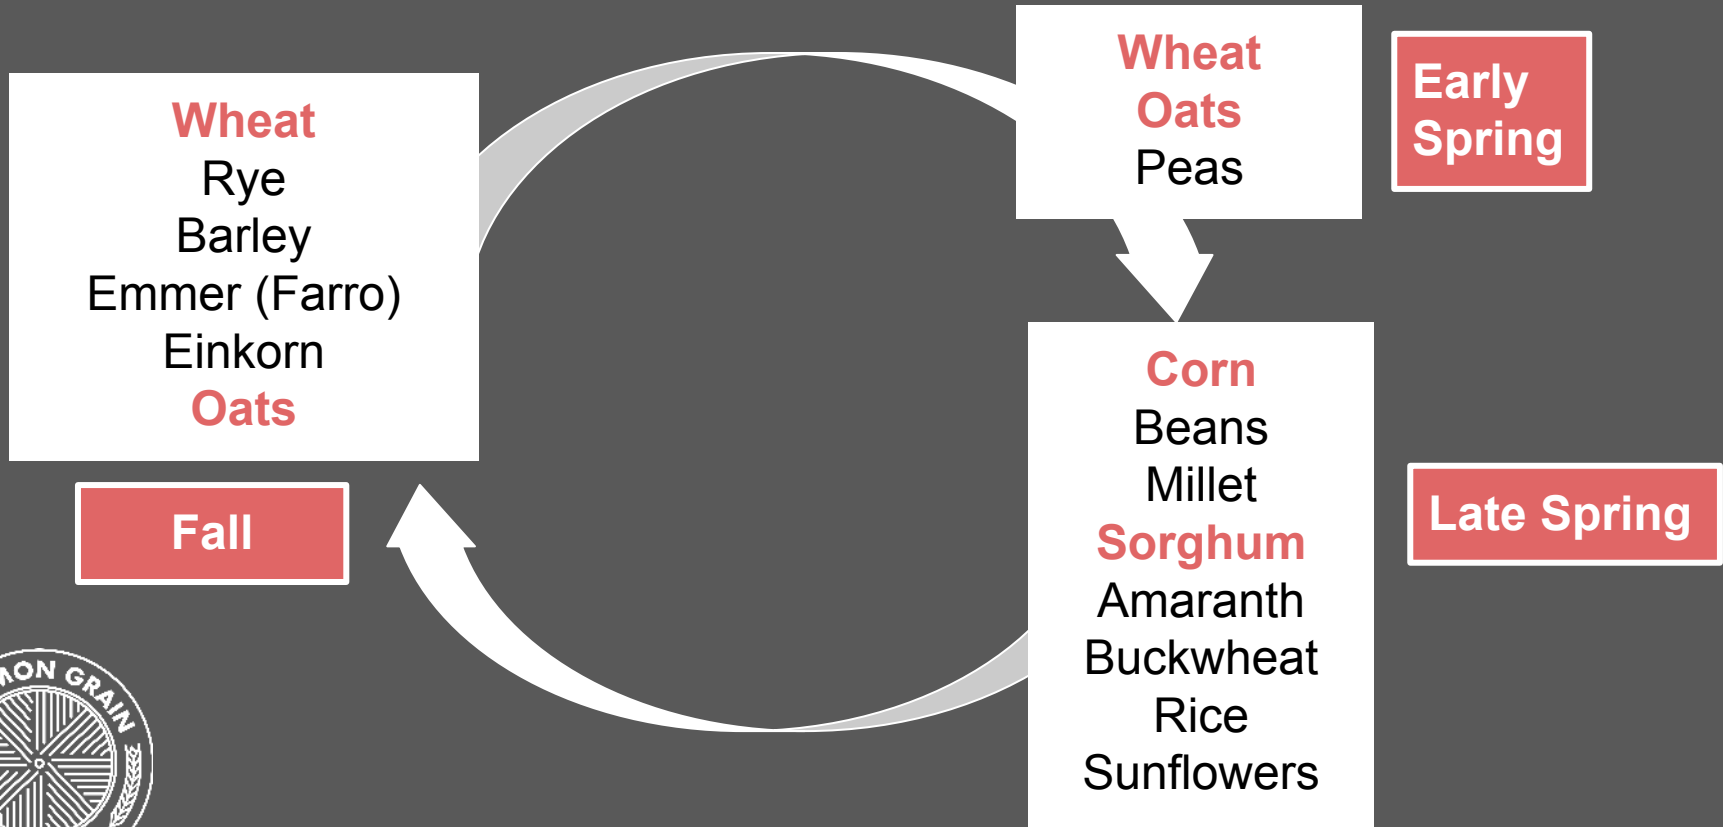 Wheat
Rye
Barley
Emmer (Farro)
Einkorn
Oats
Fall
Wheat
Oats
Peas
Early
Spring
Corn
Beans
Millet
Sorghum
Amaranth
Buckwheat
Rice
Sunflowers
Late Spring
GRAIN